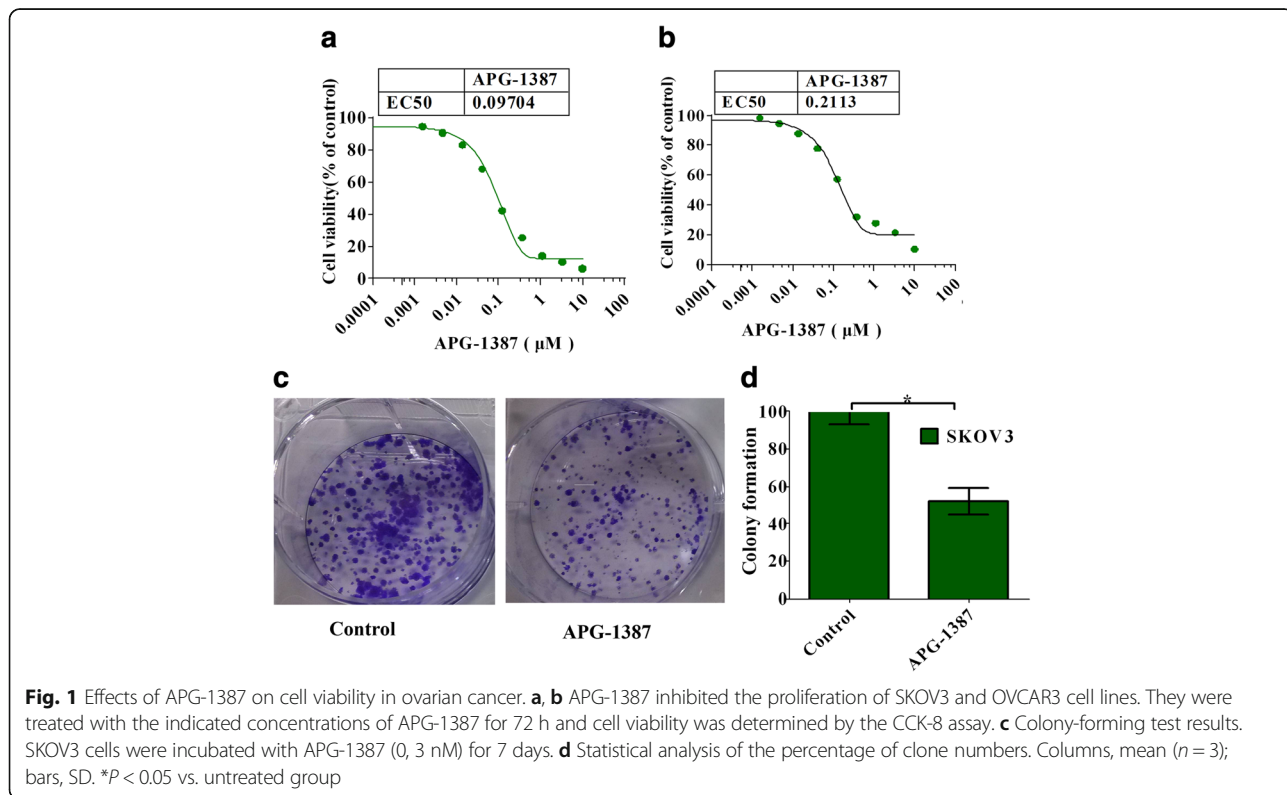 a
APG-1387
EC50 0.09704
100
80
60
40
20
0
Cell viability(% of control)
0.0001
0.001
0.01
0.1
1
10
100
APG-1387 ( µM )
b
APG-1387
EC50 0.2113
100
80
60
40
20
0
Cell viability(% of control)
0.0001
0.001
0.01
0.1
1
10
100
APG-1387 ( µM )
c
Control
APG-1387
d
*
SKOV3
100
80
60
40
20
0
Colony formation
Control
APG-1387
Fig. 1 Effects of APG-1387 on cell viability in ovarian cancer. a, b APG-1387 inhibited the proliferation of SKOV3 and OVCAR3 cell lines. They were
treated with the indicated concentrations of APG-1387 for 72 h and cell viability was determined by the CCK-8 assay. c Colony-forming test results.
SKOV3 cells were incubated with APG-1387 (0, 3 nM) for 7 days. d Statistical analysis of the percentage of clone numbers. Columns, mean (n = 3);
bars, SD. *P < 0.05 vs. untreated group